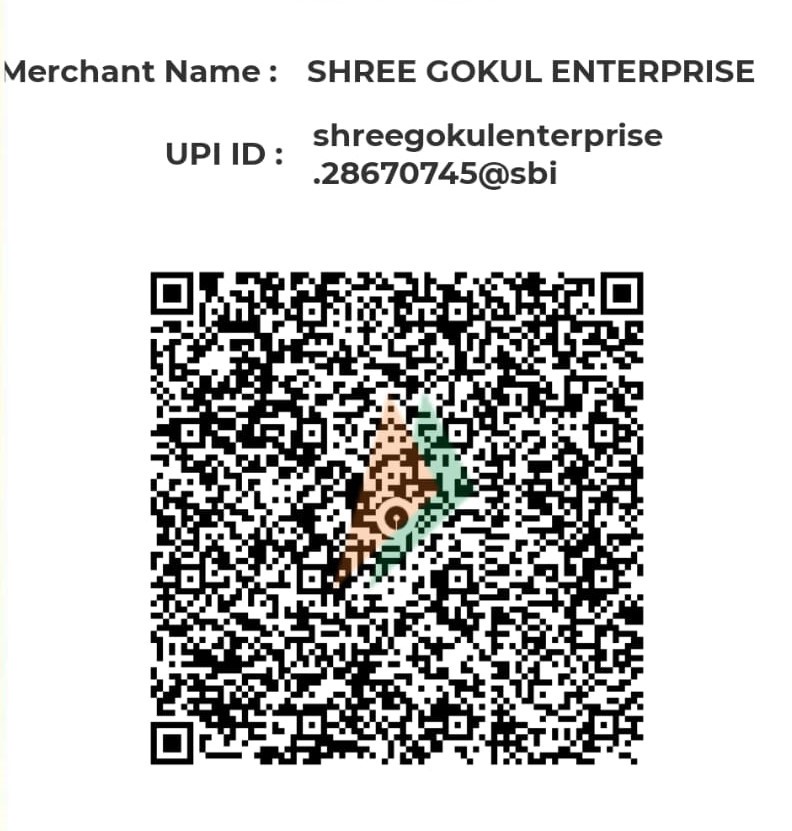 Merchant Name : SHREE GOKUL ENTERPRISE
UPI ID : shreegokulenterprise
.28670745@sbi